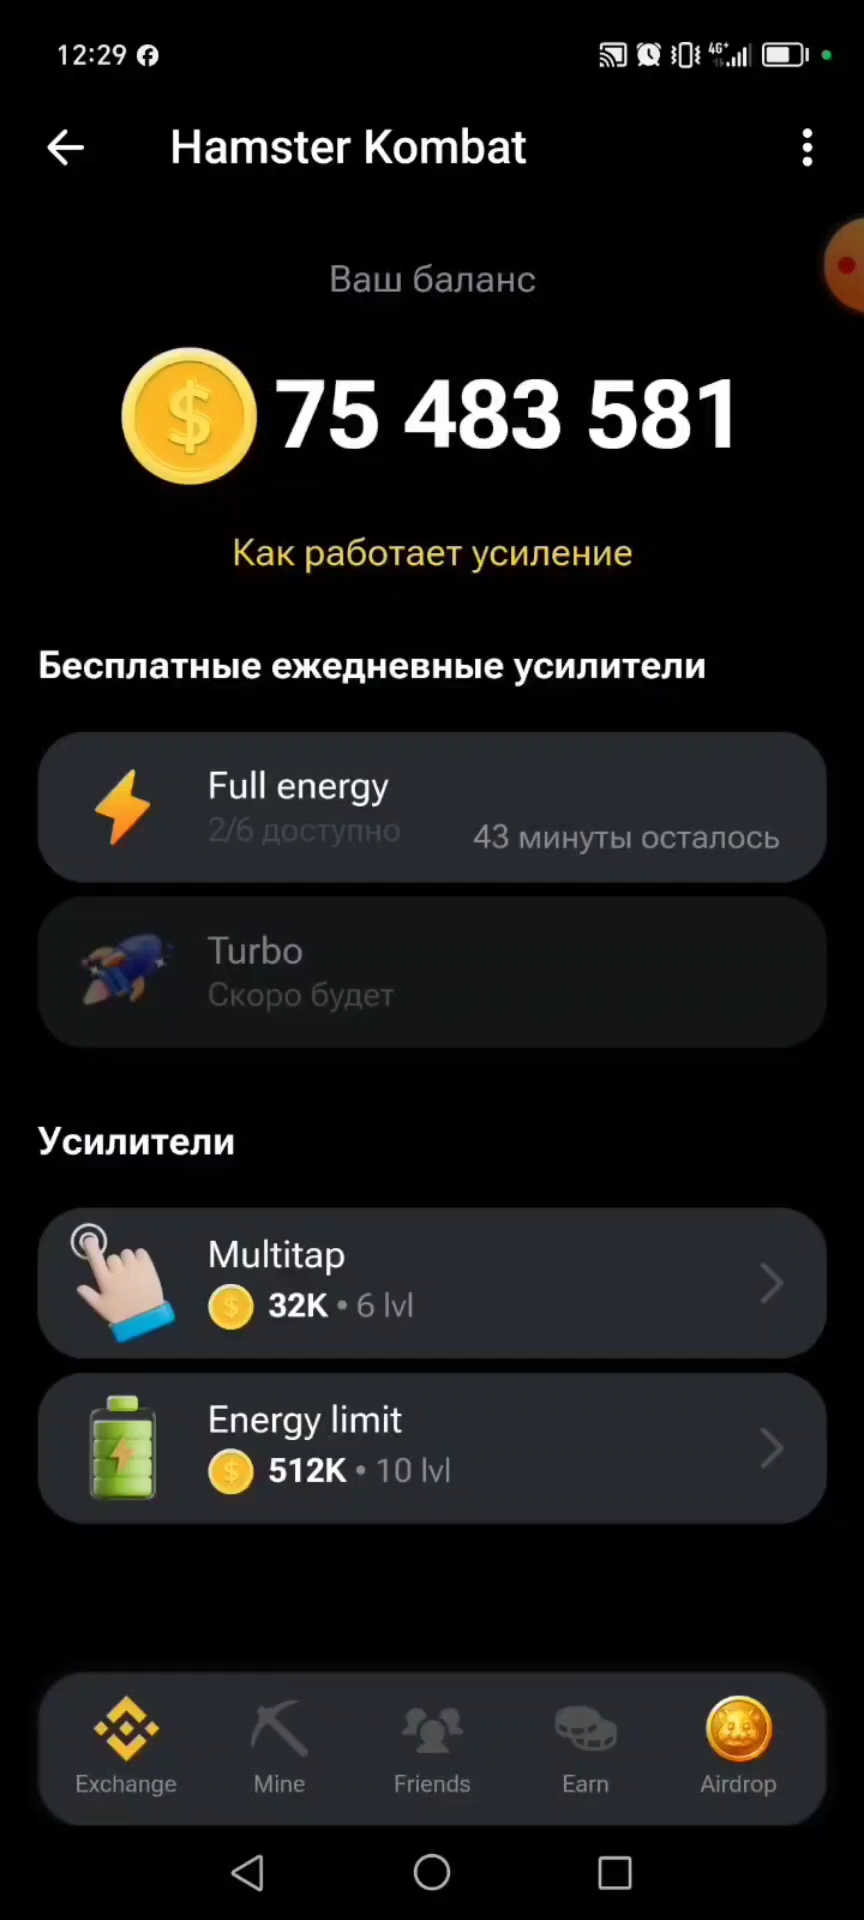 12:29
4G+
Hamster Kombat
Ваш баланс
75 483 581
Как работает усиление
Бесплатные ежедневные усилители
Full energy
2/6 доступно
43 минуты осталось
Turbo
Скоро будет
Усилители
Multitap
32K • 6 lvl
Energy limit
512K • 10 lvl
Exchange
Mine
Friends
Earn
Airdrop